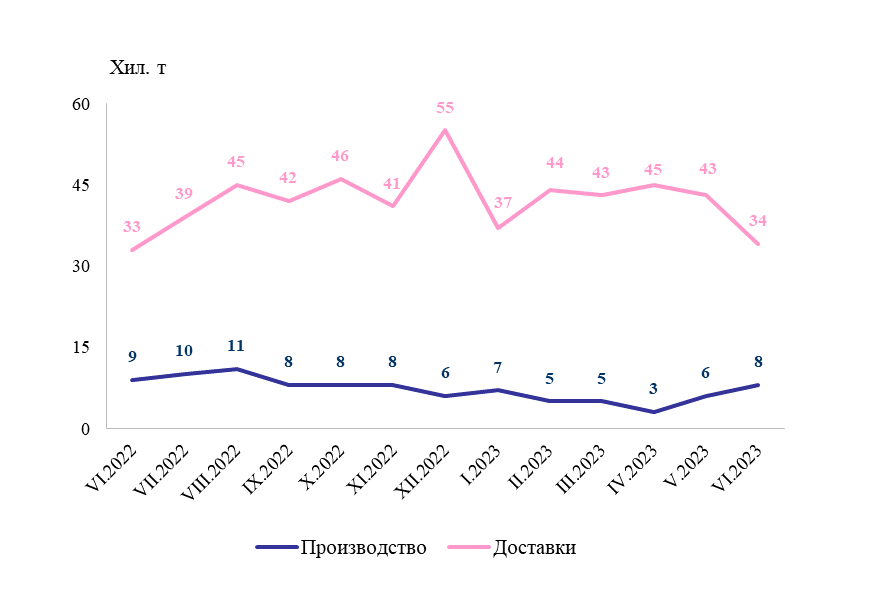 Хил. т
60
45
30
15
0
33 39 45 42 46 41 55 37 44 43 45 43 34
9 10 11 8 8 8 6 7 5 5 3 6 8
VI.2022 VII.2022 VIII.2022 IX.2022 X.2022 XI.2022 XII.2022 I.2023 II.2023 III.2023 IV.2023 V.2023 VI.2023
Производство Доставки